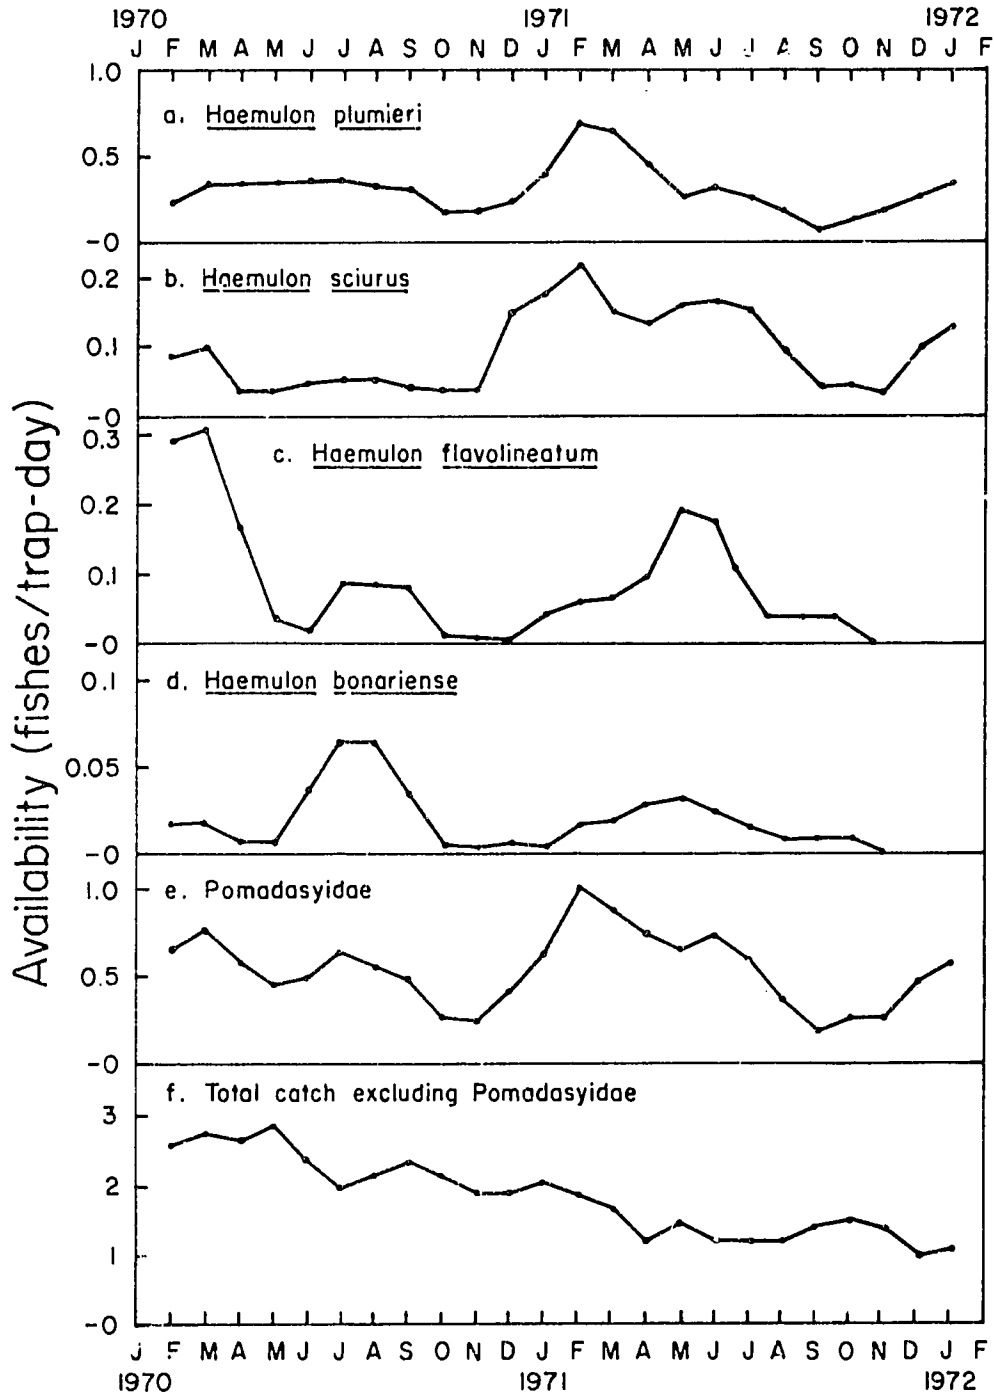 1970 1971 1972
J F M A M J J A S O N D J F M A M J J A S O N D J F
1.0
a. Haemulon plumieri
0.5
-0
0.2
b. Haemulon sciurus
0.1
-0
0.3
c. Haemulon flavolineatum
0.2
0.1
-0
0.1
d. Haemulon bonariense
0.05
-0
1.0
e. Pomadasyidae
0.5
-0
f. Total catch excluding Pomadasyidae
3
2
1
-0
Availability (fishes/trap-day)
J F M A M J J A S O N D J F M A M J J A S O N D J F
1970 1971 1972